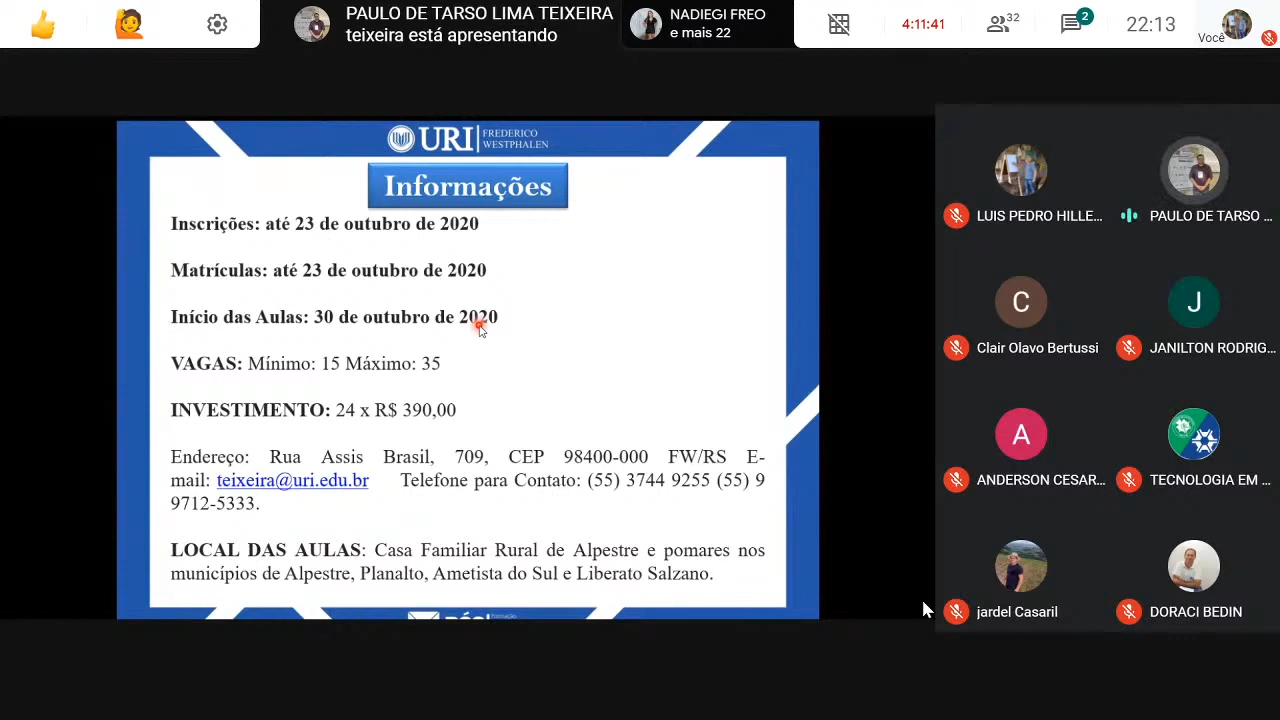 PAULO DE TARSO LIMA TEIXEIRA
teixeira está apresentando
NADIEGI FREO
e mais 22
4:11:41
32
2
22:13
Você
URI FREDERICO
WESTPHALEN
Informações
Inscrições: até 23 de outubro de 2020
Matrículas: até 23 de outubro de 2020
Início das Aulas: 30 de outubro de 2020
VAGAS: Mínimo: 15 Máximo: 35
INVESTIMENTO: 24 x R$ 390,00
Endereço: Rua Assis Brasil, 709, CEP 98400-000 FW/RS E-
mail: teixeira@uri.edu.br Telefone para Contato: (55) 3744 9255 (55) 9
9712-5333.
LOCAL DAS AULAS: Casa Familiar Rural de Alpestre e pomares nos
municípios de Alpestre, Planalto, Ametista do Sul e Liberato Salzano.
LUIS PEDRO HILLE...
PAULO DE TARSO ...
C
J
Clair Olavo Bertussi
JANILTON RODRIG...
A
ANDERSON CESAR...
TECNOLOGIA EM ...
jardel Casaril
DORACI BEDIN